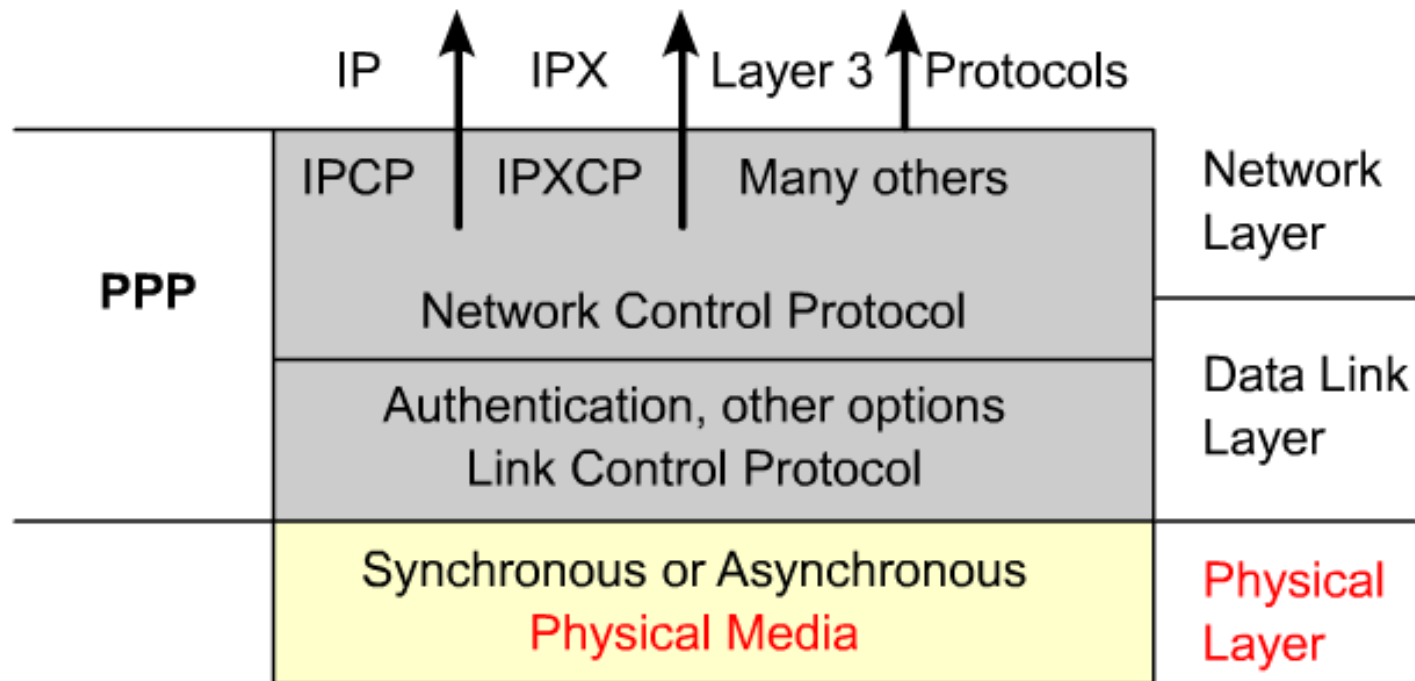 IP IPX Layer 3 Protocols
IPCP IPXCP Many others
Network
Layer
PPP
Network Control Protocol
Authentication, other options
Link Control Protocol
Data Link
Layer
Synchronous or Asynchronous
Physical Media
Physical
Layer